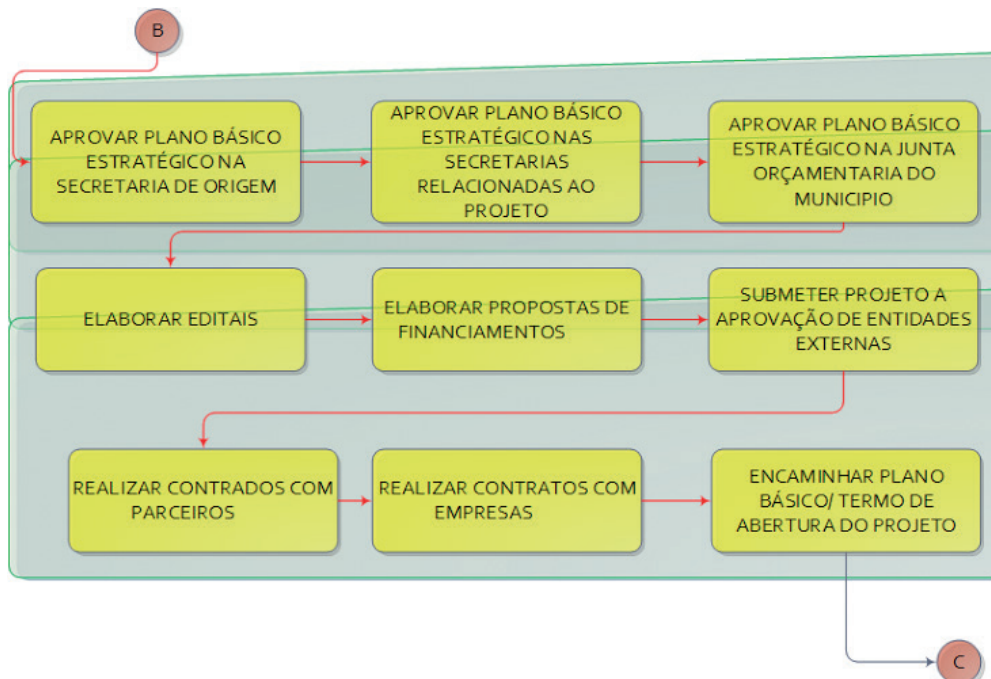 B
APROVAR PLANO BÁSICO
ESTRATÉGICO NA
SECRETARIA DE ORIGEM
APROVAR PLANO BÁSICO
ESTRATÉGICO NAS
SECRETARIAS
RELACIONADAS AO
PROJETO
APROVAR PLANO BÁSICO
ESTRATÉGICO NA JUNTA
ORÇAMENTARIA DO
MUNICIPIO
ELABORAR EDITAIS
ELABORAR PROPOSTAS DE
FINANCIAMENTOS
SUBMETER PROJETO A
APROVAÇÃO DE ENTIDADES
EXTERNAS
REALIZAR CONTRADOS COM
PARCEIROS
REALIZAR CONTRATOS COM
EMPRESAS
ENCAMINHAR PLANO
BÁSICO/ TERMO DE
ABERTURA DO PROJETO
C